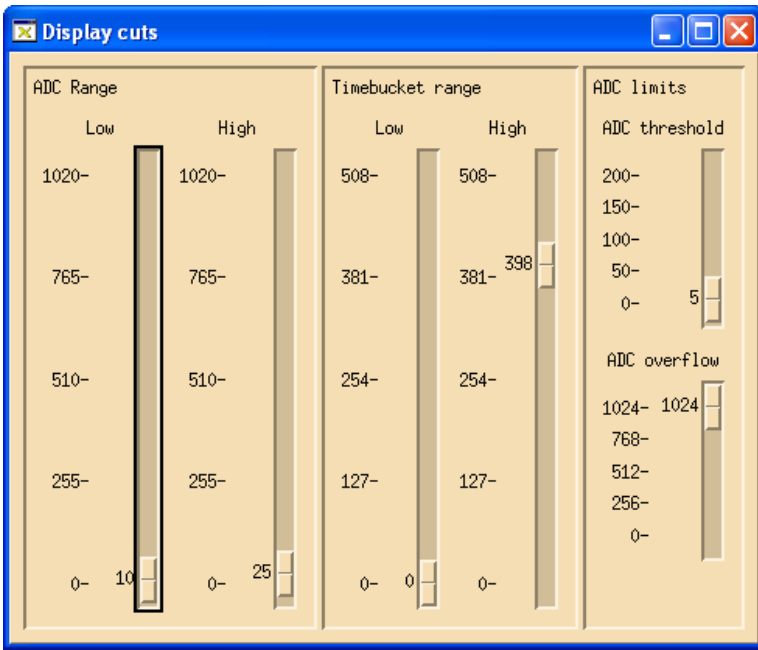 Display cuts
ADC Range
Low High
1020- 1020-
765- 765-
510- 510-
255- 255-
10 25
0- 0-
Timebucket range
Low High
508- 508-
398
381- 381-
254- 254-
127- 127-
0- 0 0-
ADC limits
ADC threshold
200-
150-
100-
50-
0- 5
ADC overflow
1024- 1024
768-
512-
256-
0-